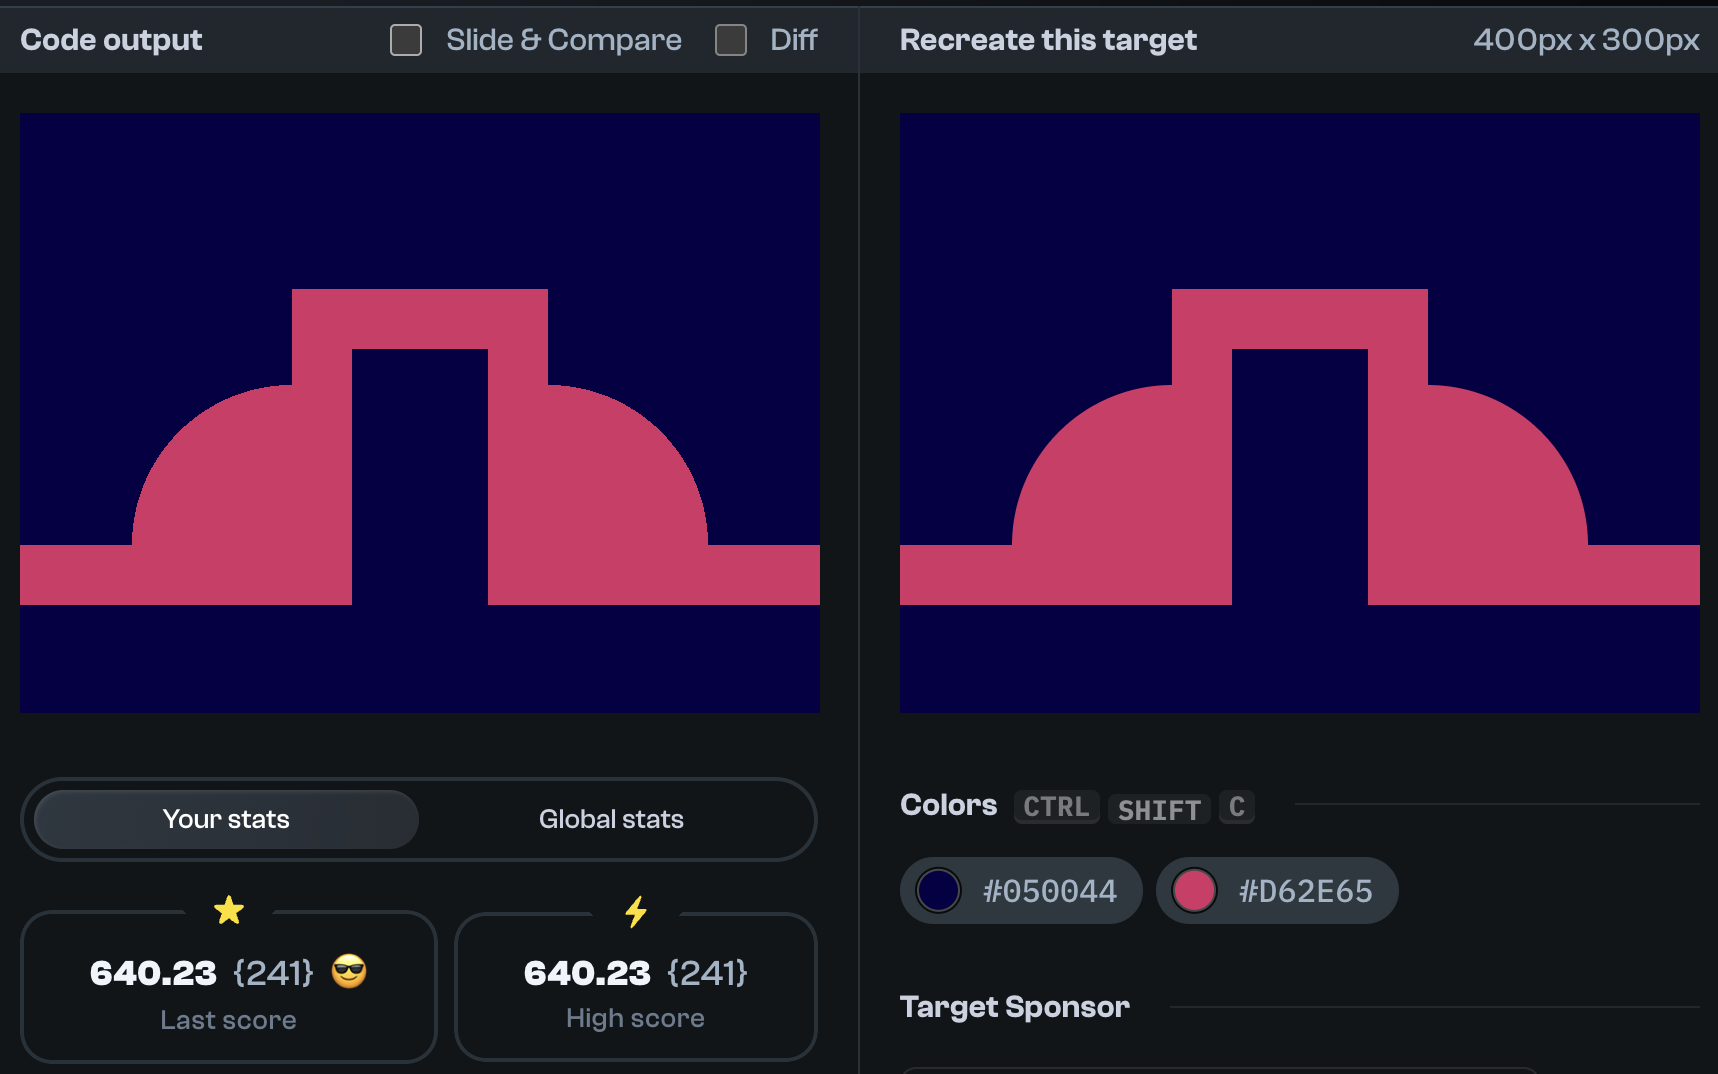 Code output
Slide & Compare
Diff
Recreate this target
400px x 300px
Your stats
Global stats
640.23 {241}
Last score
640.23 {241}
High score
Colors CTRL SHIFT C
#050044
#D62E65
Target Sponsor